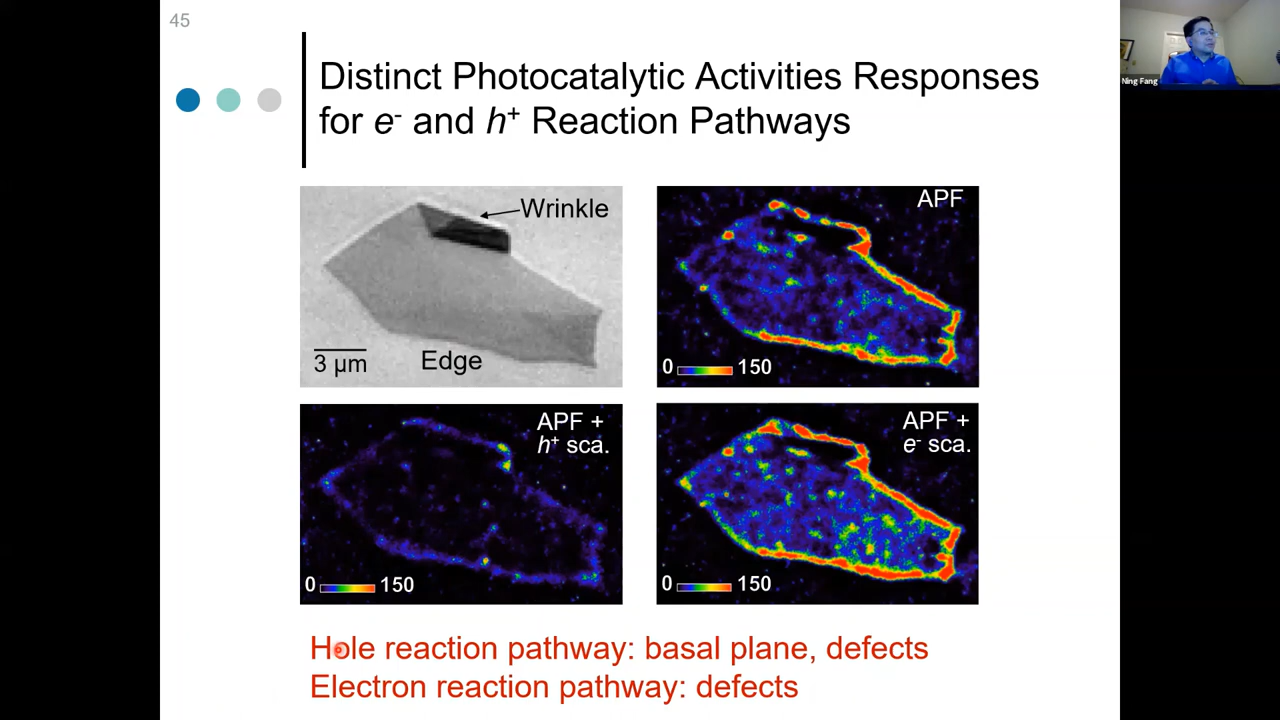 45
Ning Fang
Distinct Photocatalytic Activities Responses
for e- and h+ Reaction Pathways
Wrinkle
3 μm
Edge
APF
0 150
APF +
h+ sca.
0 150
APF +
e- sca.
0 150
Hole reaction pathway: basal plane, defects
Electron reaction pathway: defects